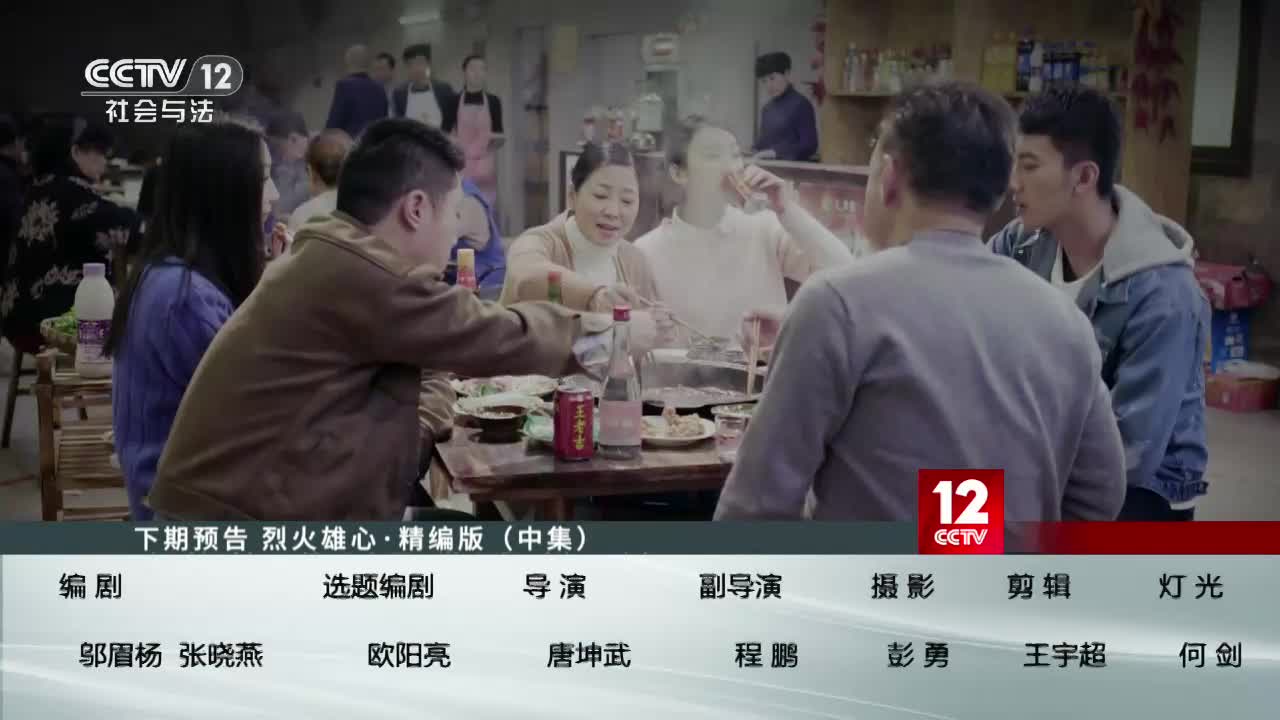 CCTV 12
社会与法
王老吉
下期预告 烈火雄心·精编版（中集）
12
CCTV
编剧 选题编剧 导演 副导演 摄影 剪辑 灯光
邬眉杨 张晓燕 欧阳亮 唐坤武 程鹏 彭勇 王宇超 何剑